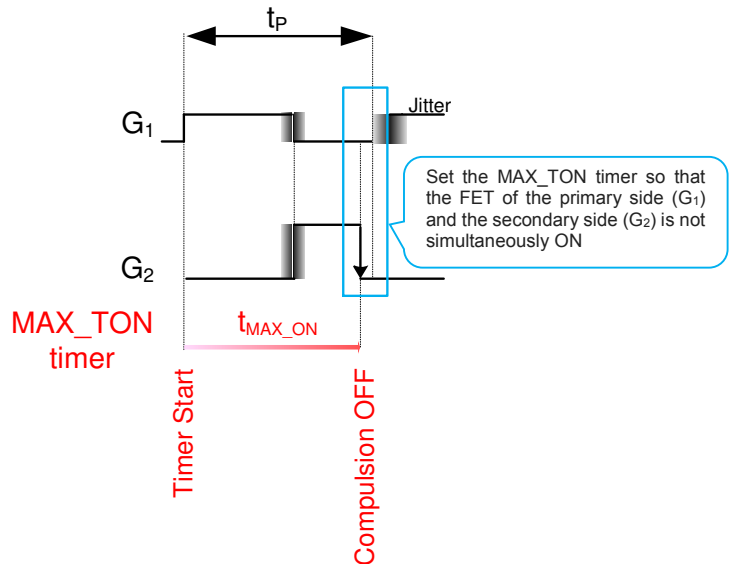 tP
G1
Jitter
Set the MAX_TON timer so that
the FET of the primary side (G1)
and the secondary side (G2) is not
simultaneously ON
G2
MAX_TON
timer
tMAX_ON
Timer Start
Compulsion OFF